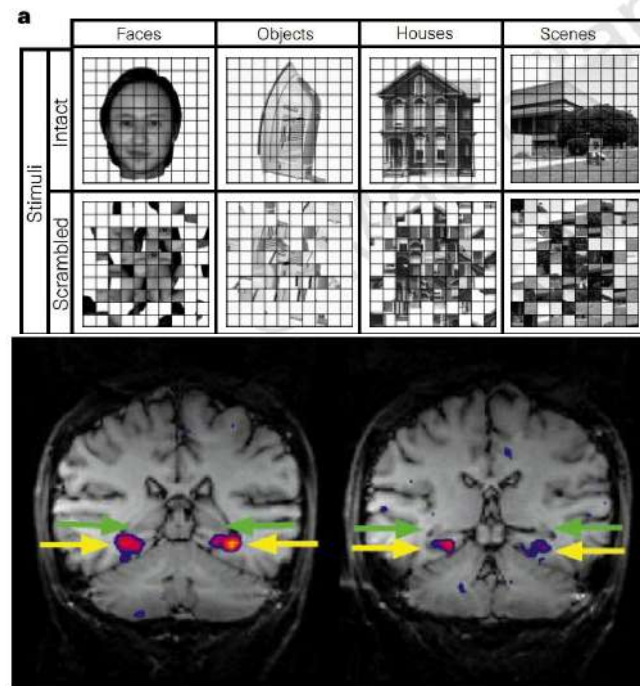 a
Faces Objects Houses Scenes
Stimuli
Intact
Scrambled